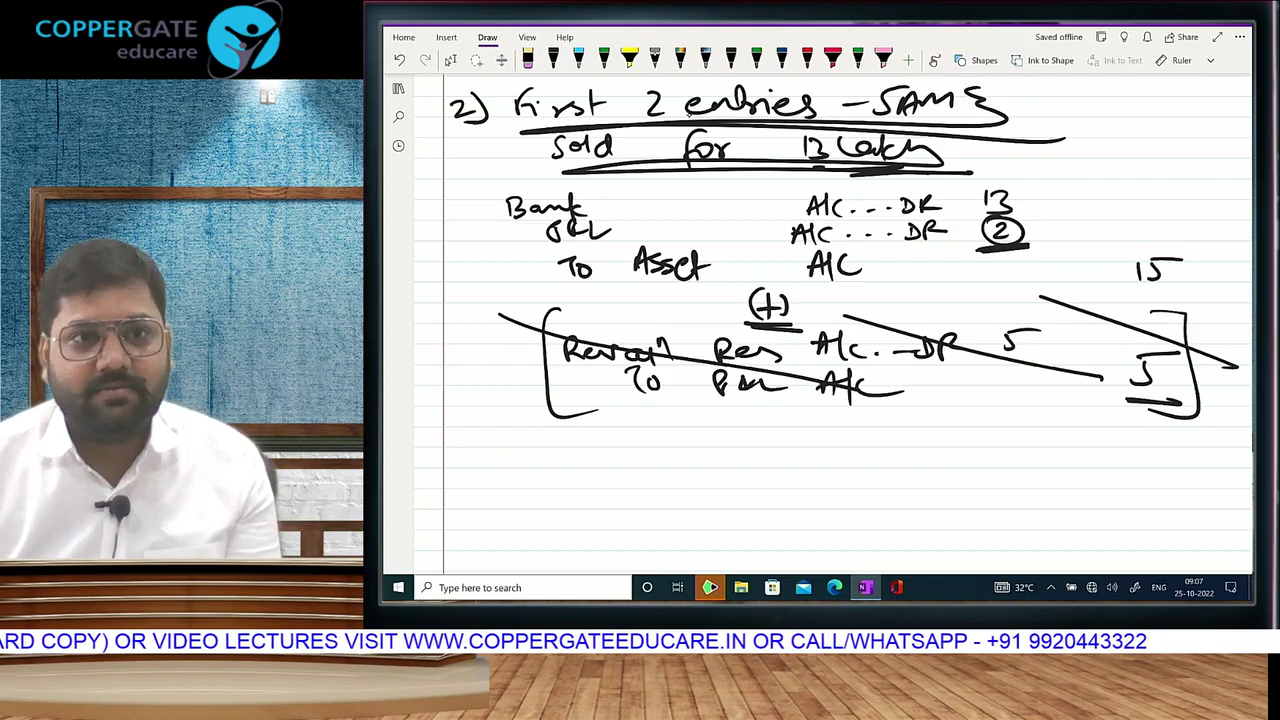 COPPERGATE
educare
Home Insert Draw View Help
Saved offline
Share
Shapes
Ink to Shape
Ink to Text
Ruler
2) First 2 entries - SAME
Sold for 13 Lakhs
Bank A/C...DR 13
A/C...DR 2
To Asset A/C 15
(+)
Res A/C.-DR 5
To A/C 5
Type here to search
32°C
ENG
09:07
25-10-2022
ARD COPY) OR VIDEO LECTURES VISIT WWW.COPPERGATEEDUCARE.IN OR CALL/WHATSAPP - +91 9920443322